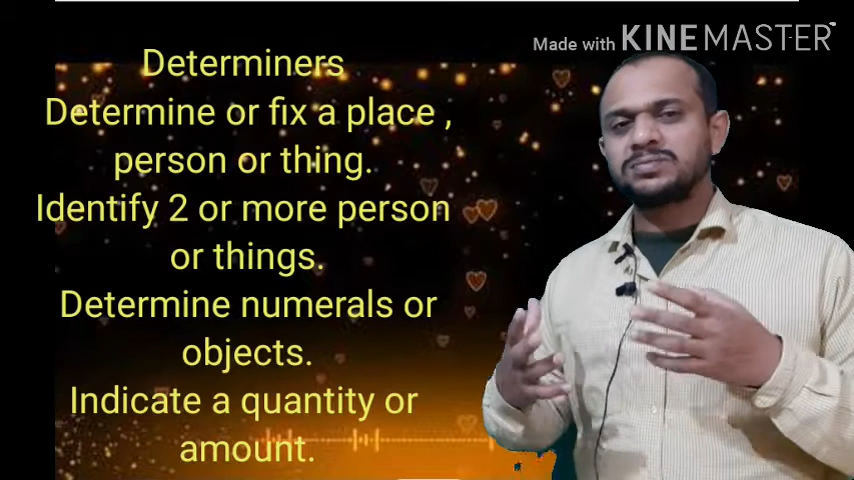 Made with KINEMASTER
Determiners
Determine or fix a place ,
person or thing.
Identify 2 or more person
or things.
Determine numerals or
objects.
Indicate a quantity or
amount.